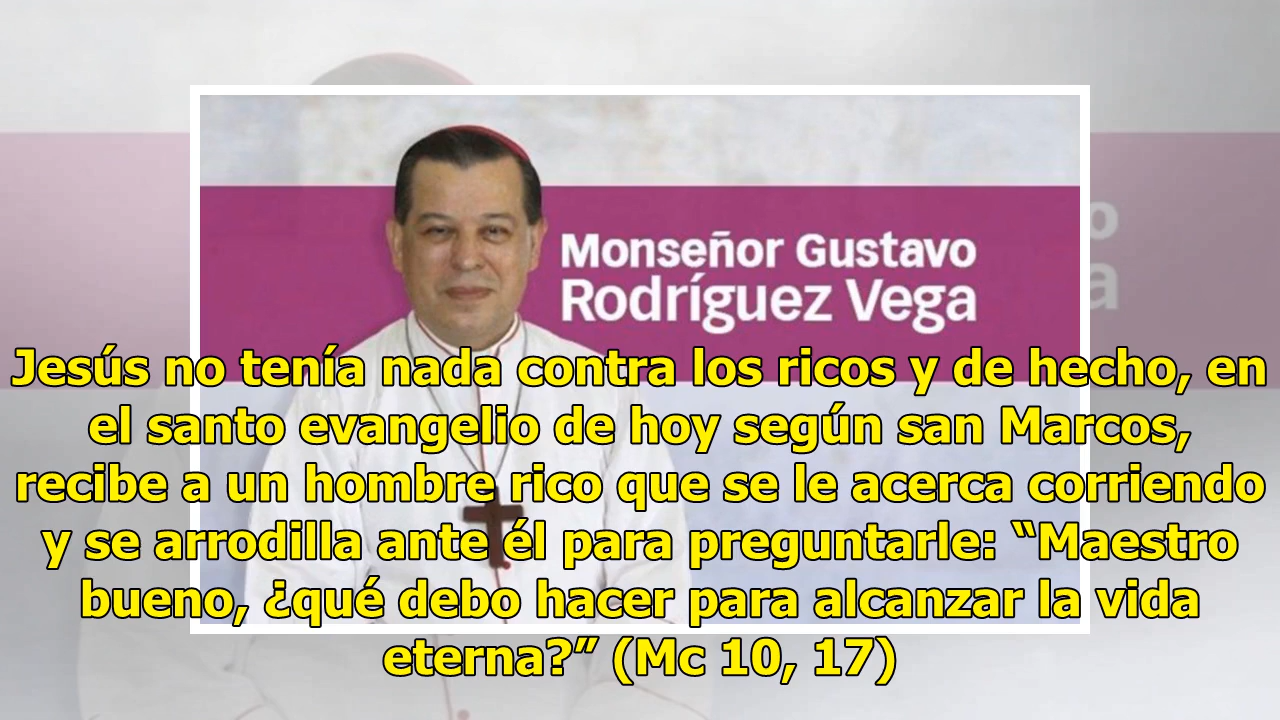 Monseñor Gustavo
Rodríguez Vega
o
a
Jesús no tenía nada contra los ricos y de hecho, en
el santo evangelio de hoy según san Marcos,
recibe a un hombre rico que se le acerca corriendo
y se arrodilla ante él para preguntarle: “Maestro
bueno, ¿qué debo hacer para alcanzar la vida
eterna?” (Mc 10, 17)